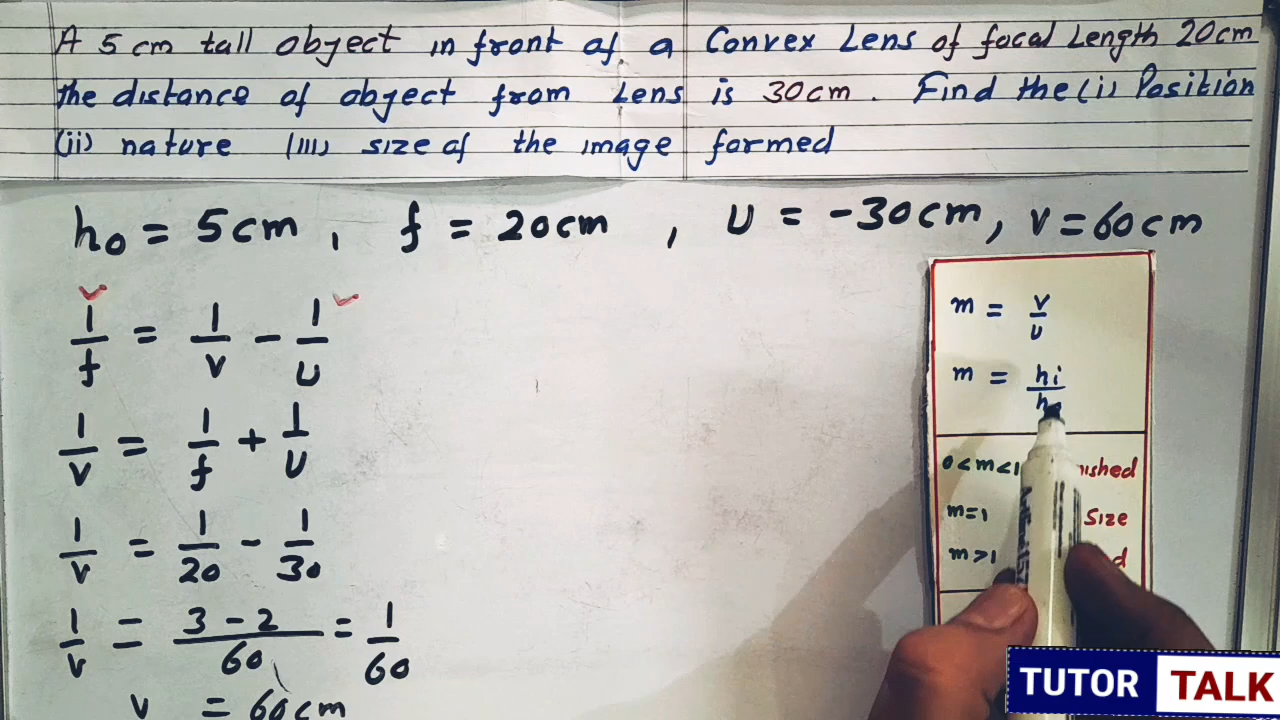 A 5 cm tall object in front of a Convex Lens of focal Length 20cm
the distance of object from Lens is 30cm. Find the (i) Position
(ii) nature (iii) size of the image formed
h₀ = 5cm, f = 20cm, u = -30cm, v = 60cm
1/f = 1/v - 1/u
1/v = 1/f + 1/u
1/v = 1/20 - 1/30
1/v = 3-2/60 = 1/60
v = 60cm
m = v/u
m = hi/h₀
0<m<1
m=1 Size
m>1
TUTOR TALK